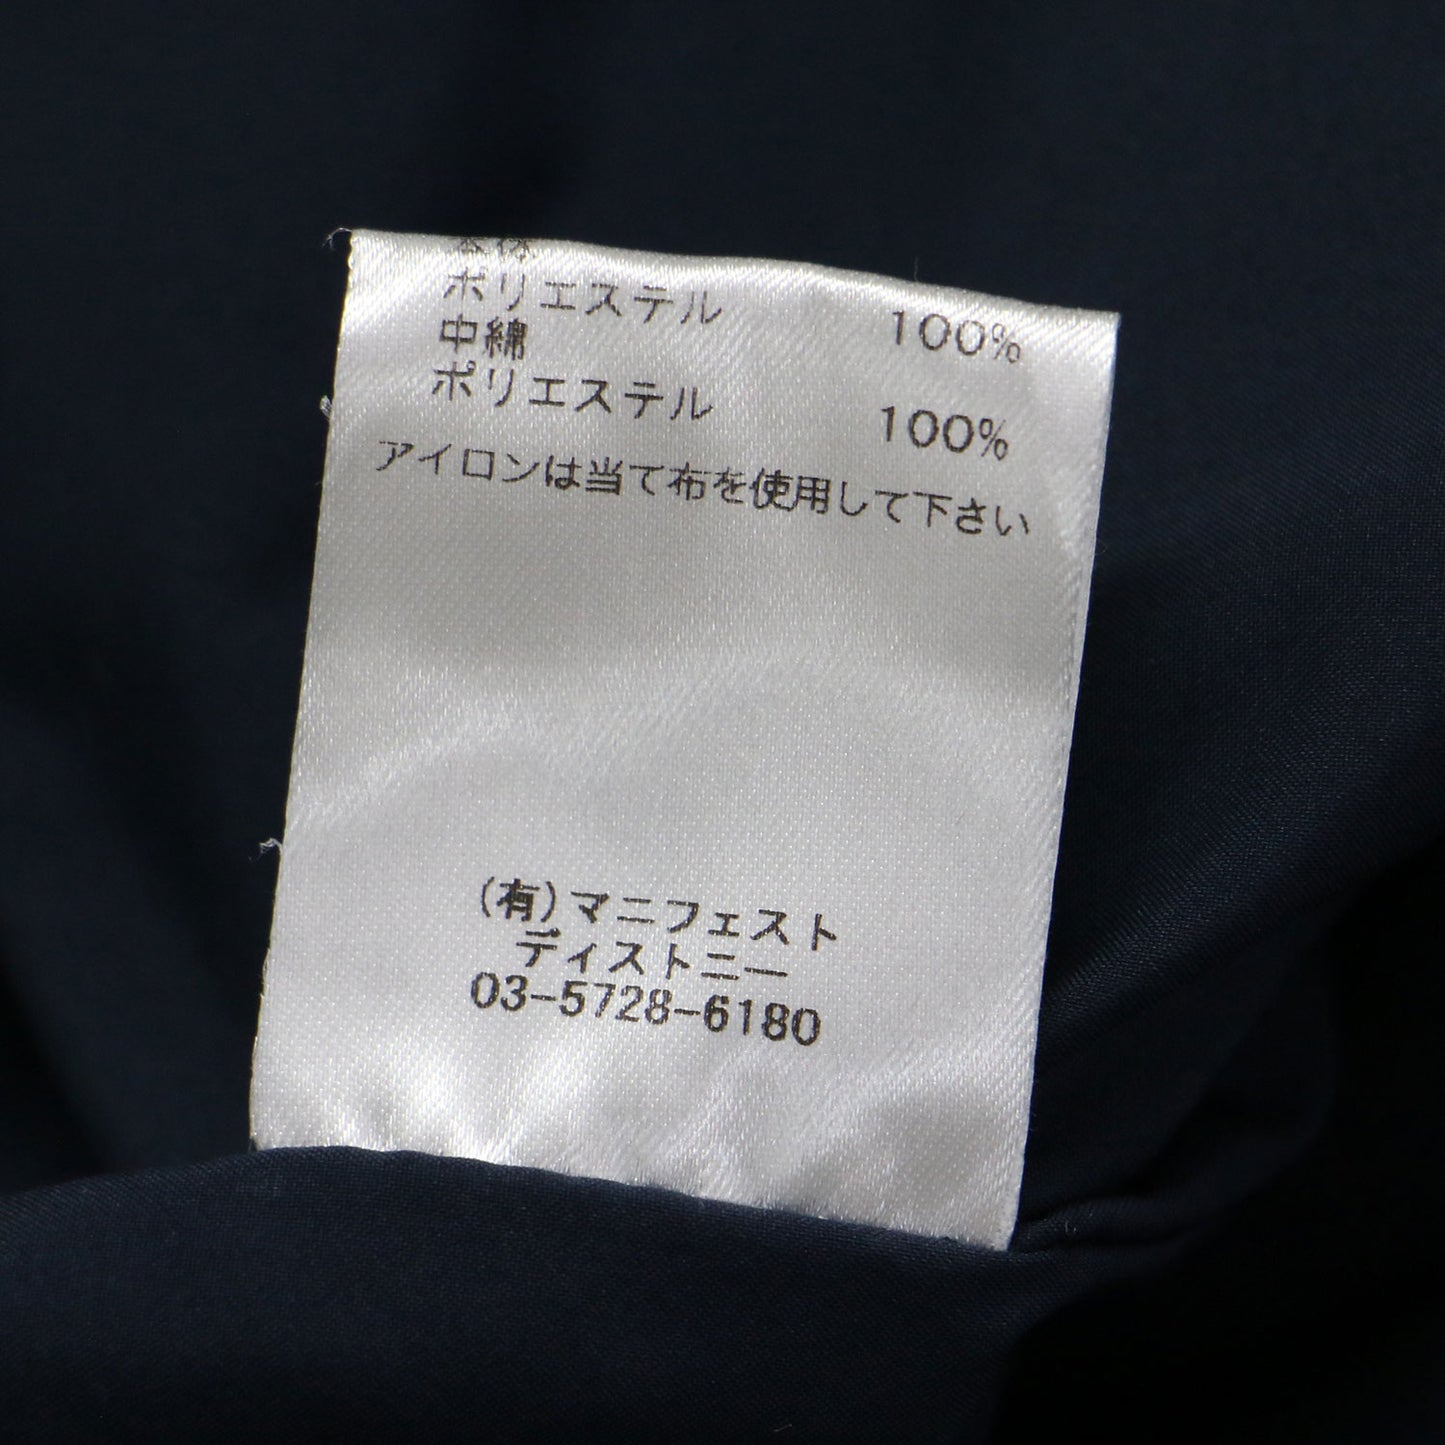 本体
ポリエステル 100%
中綿
ポリエステル 100%
アイロンは当て布を使用して下さい
(有)マニフェスト
ディストニー
03-5728-6180